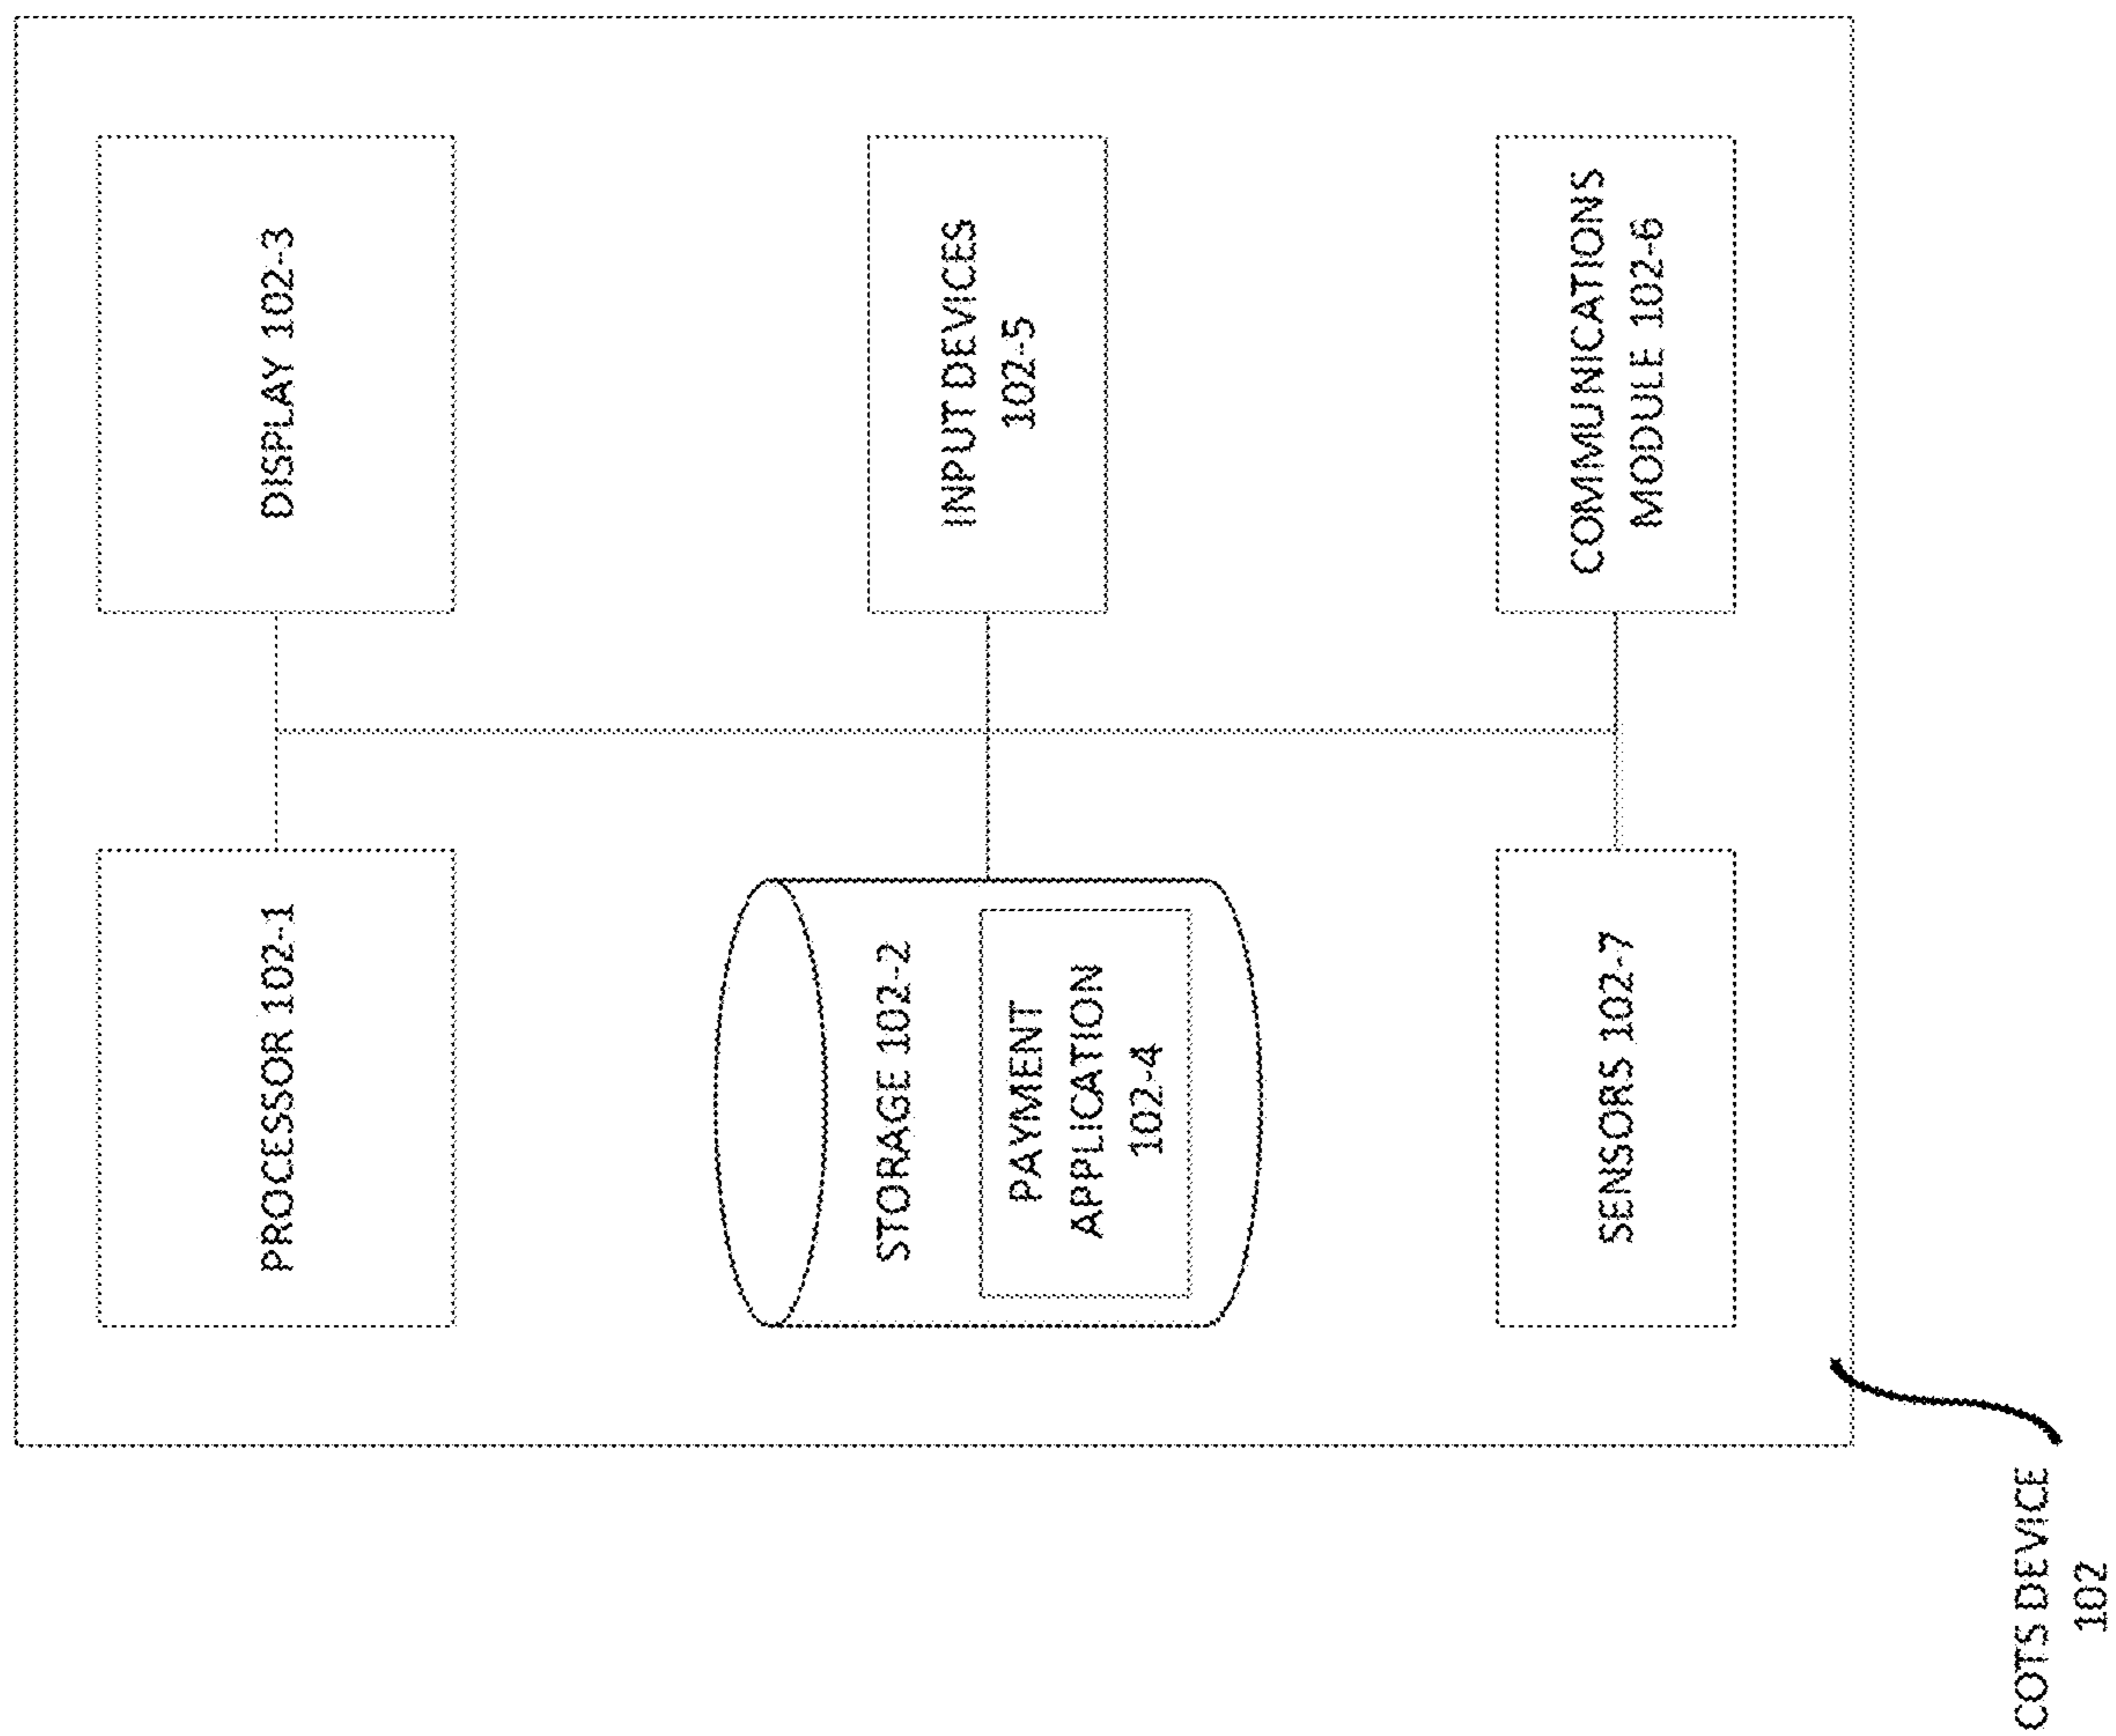 PROCESSOR 102-1
DISPLAY 102-3
STORAGE 102-2
PAYMENT
APPLICATION
102-4
INPUT DEVICES
102-5
SENSORS 102-7
COMMUNICATIONS
MODULE 102-6
COTS DEVICE
102